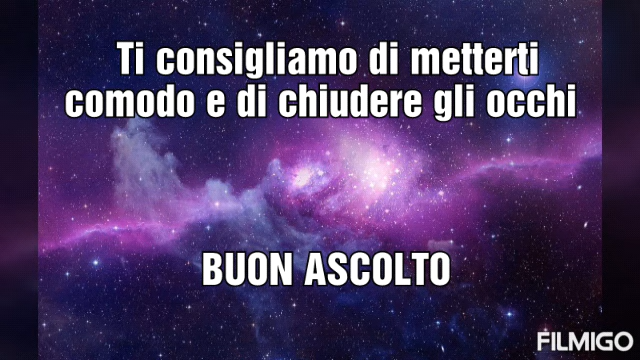 Ti consigliamo di metterti
comodo e di chiudere gli occhi
BUON ASCOLTO
FILMIGO